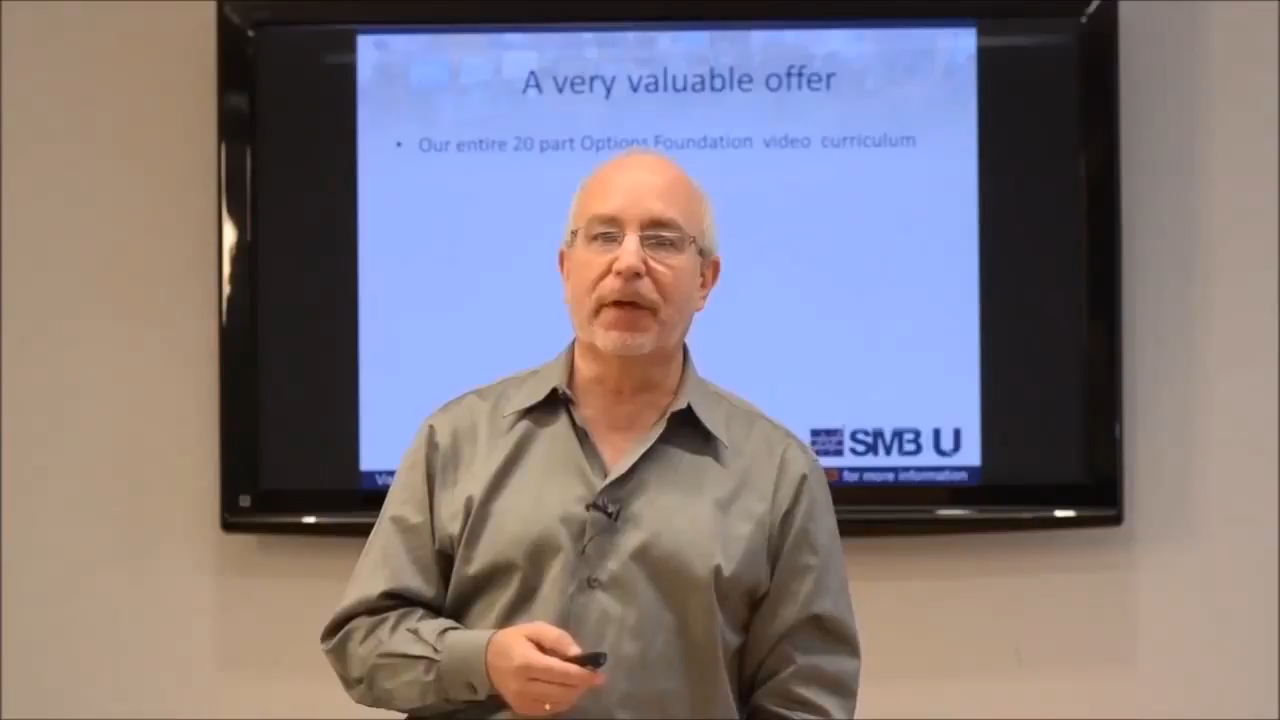 A very valuable offer
• Our entire 20 part Options Foundation video curriculum
SMB U
for more information